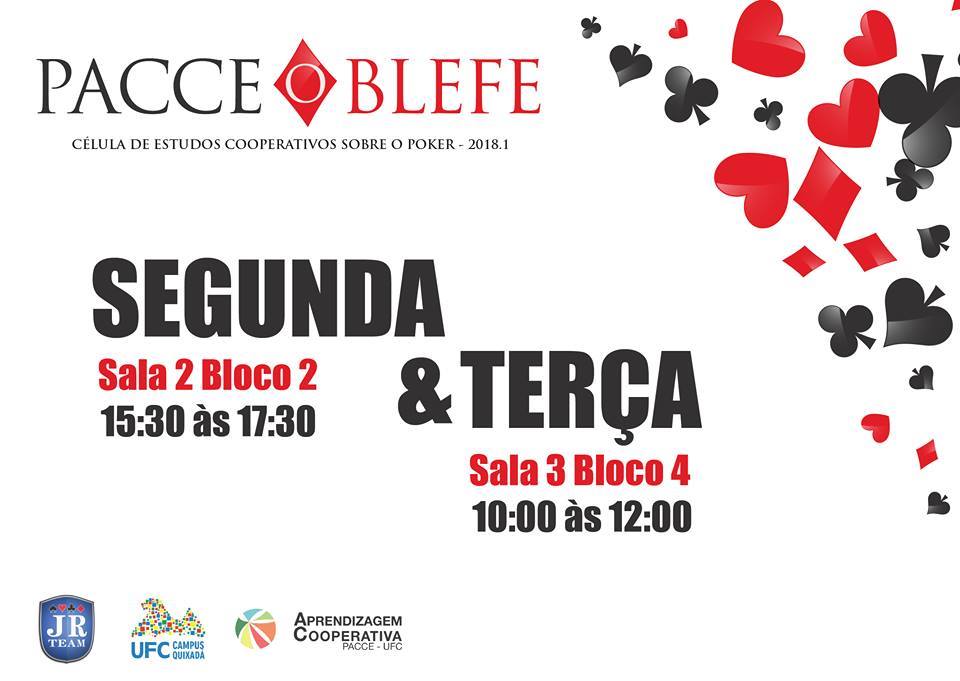 PACCE O BLEFE
CÉLULA DE ESTUDOS COOPERATIVOS SOBRE O POKER - 2018.1
SEGUNDA
Sala 2 Bloco 2
15:30 às 17:30
& TERÇA
Sala 3 Bloco 4
10:00 às 12:00
JR
TEAM
UFC CAMPUS
QUIXADÁ
APRENDIZAGEM
COOPERATIVA
PACCE - UFC